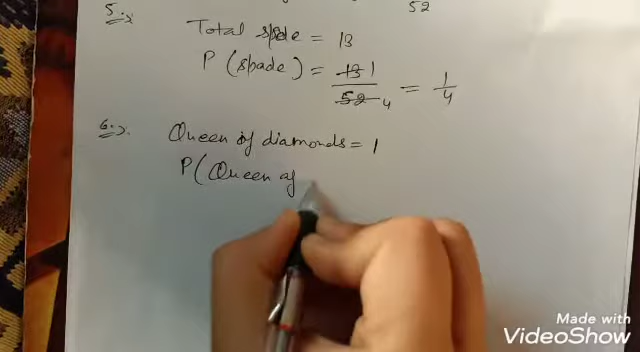 52
5.>
Total spde = 13
P (spade) = 13 1 / 52 4 = 1/4
6.>. Queen of diamonds = 1
P( Queen of
Made with
VideoShow